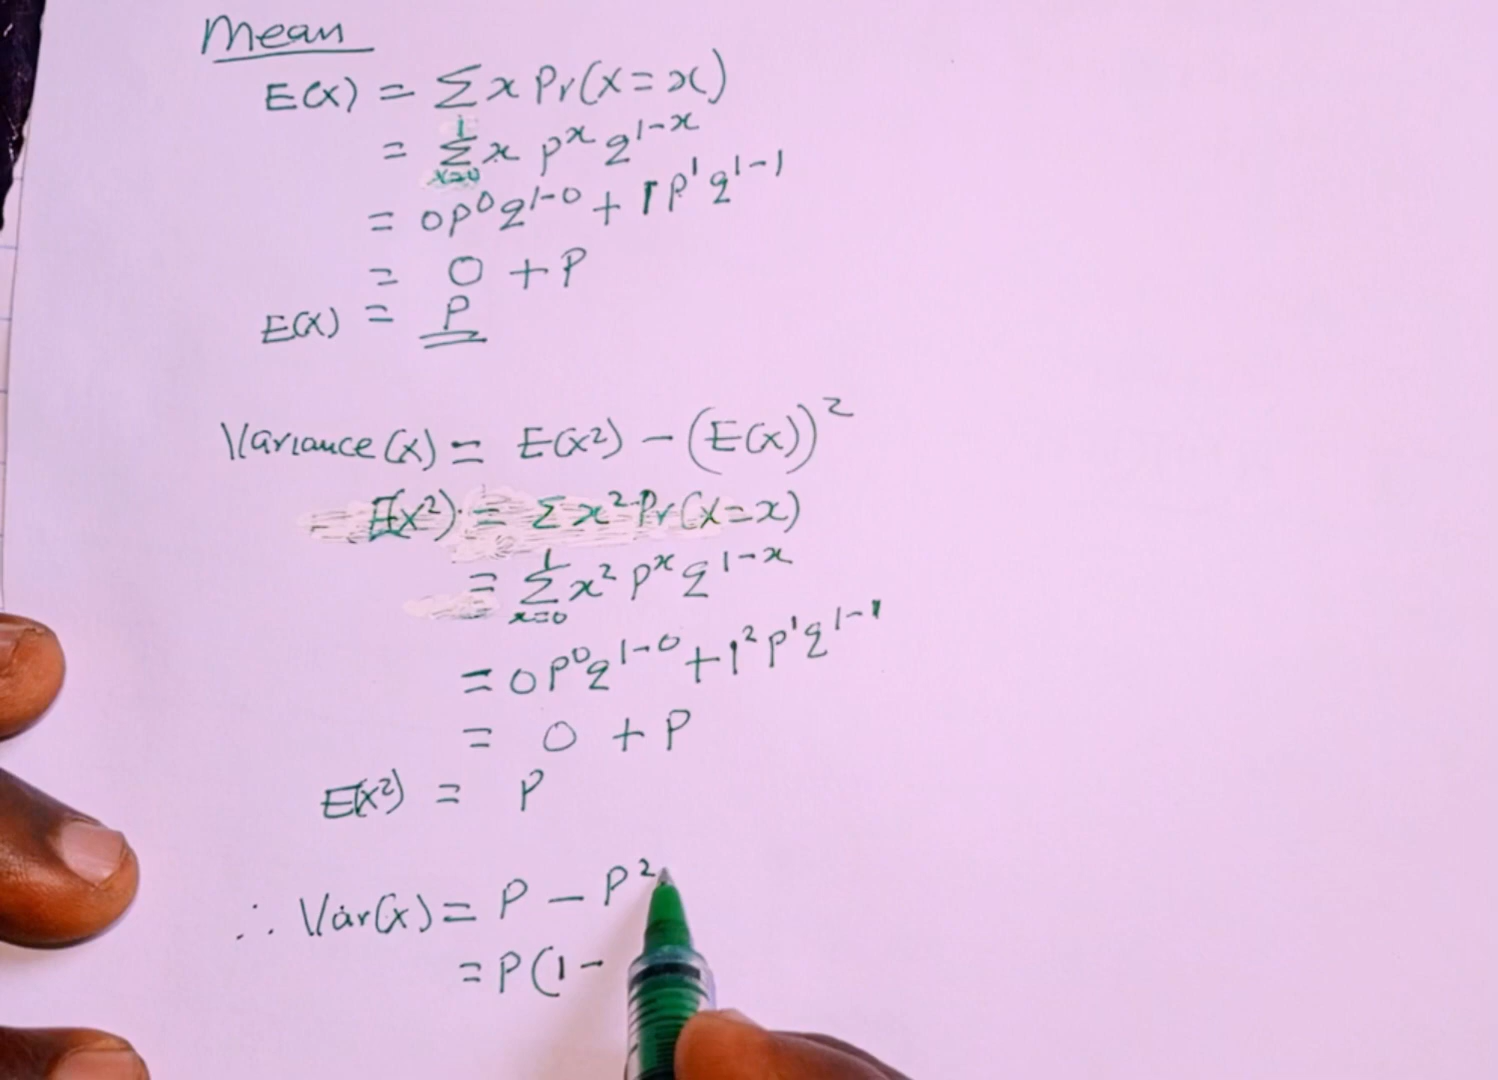 Mean
E(x) = Σ x Pr(X=x)
= Σ_{x=0}^{1} x p^x q^{1-x}
= 0p^0 q^{1-0} + 1p^1 q^{1-1}
= 0 + P
E(x) = P
Variance(x) = E(x²) - (E(x))²
E(x²) = Σ x² Pr(X=x)
= Σ_{x=0}^{1} x² p^x q^{1-x}
= 0p^0 q^{1-0} + 1² p^1 q^{1-1}
= 0 + P
E(x²) = P
∴ Var(x) = P - P²
= P(1 -